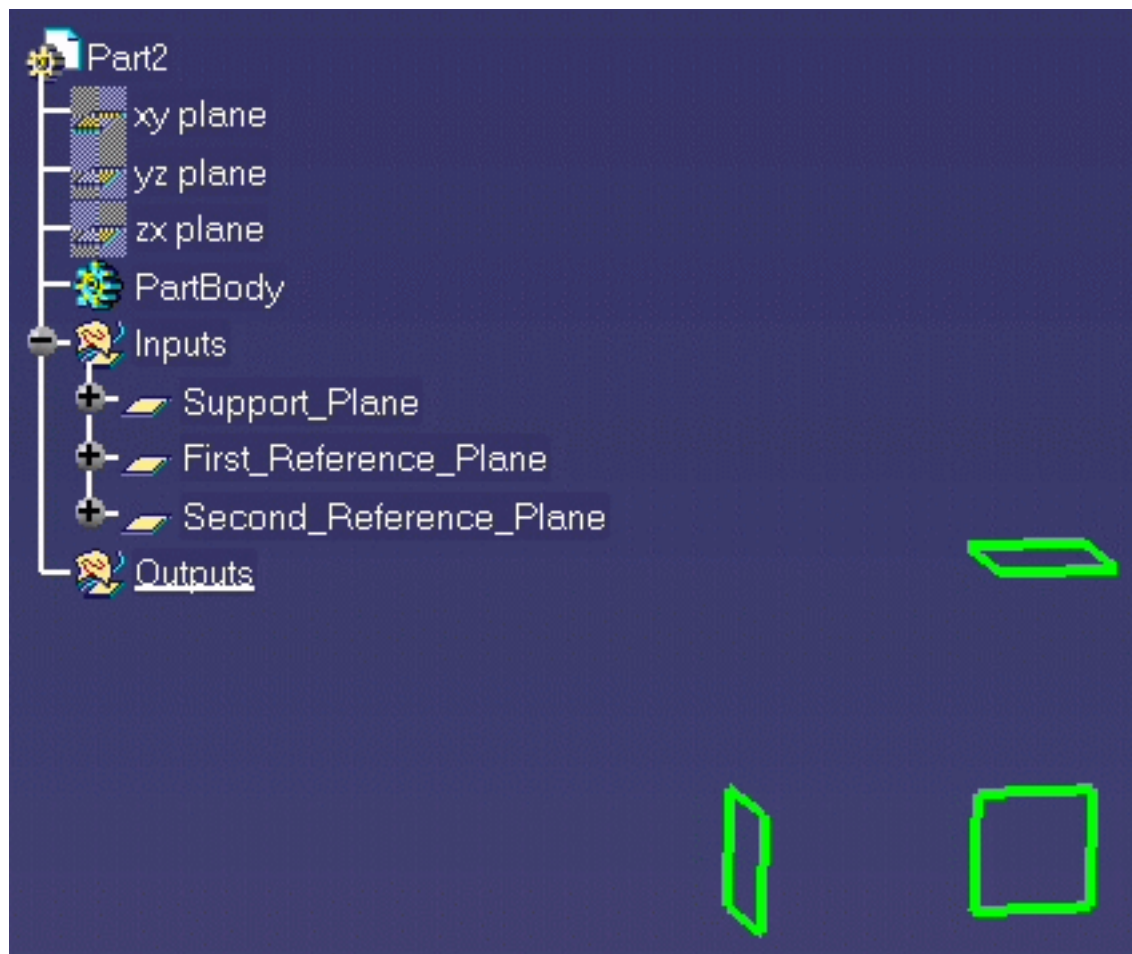 Part2
xy plane
yz plane
zx plane
PartBody
Inputs
Support_Plane
First_Reference_Plane
Second_Reference_Plane
Outputs